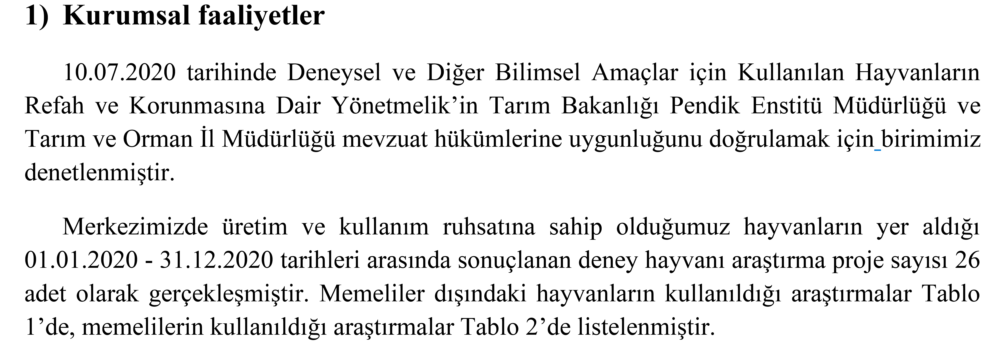 1) Kurumsal faaliyetler
10.07.2020 tarihinde Deneysel ve Diğer Bilimsel Amaçlar için Kullanılan Hayvanların
Refah ve Korunmasına Dair Yönetmelik’in Tarım Bakanlığı Pendik Enstitü Müdürlüğü ve
Tarım ve Orman İl Müdürlüğü mevzuat hükümlerine uygunluğunu doğrulamak için birimimiz
denetlenmiştir.
Merkezimizde üretim ve kullanım ruhsatına sahip olduğumuz hayvanların yer aldığı
01.01.2020 - 31.12.2020 tarihleri arasında sonuçlanan deney hayvanı araştırma proje sayısı 26
adet olarak gerçekleşmiştir. Memeliler dışındaki hayvanların kullanıldığı araştırmalar Tablo
1’de, memelilerin kullanıldığı araştırmalar Tablo 2’de listelenmiştir.